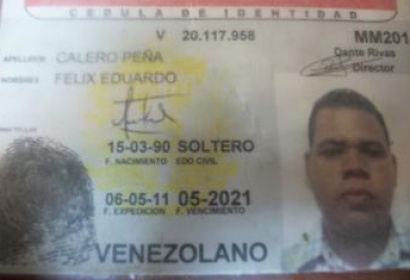 CEDULA DE IDENTIDAD
V 20.117.958 MM201
APELLIDOS CALERO PEÑA Dante Rivas
NOMBRES FELIX EDUARDO Director
15-03-90 SOLTERO
F. NACIMIENTO EDO CIVIL
06-05-11 05-2021
F. EXPEDICION F. VENCIMIENTO
VENEZOLANO